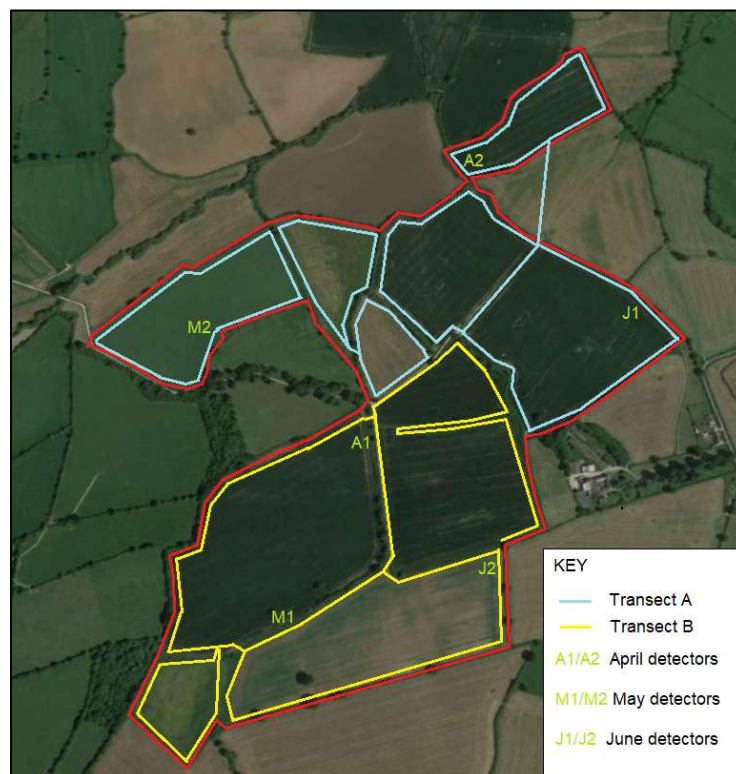 A2
M2
J1
A1
J2
M1
KEY
Transect A
Transect B
A1/A2 April detectors
M1/M2 May detectors
J1/J2 June detectors